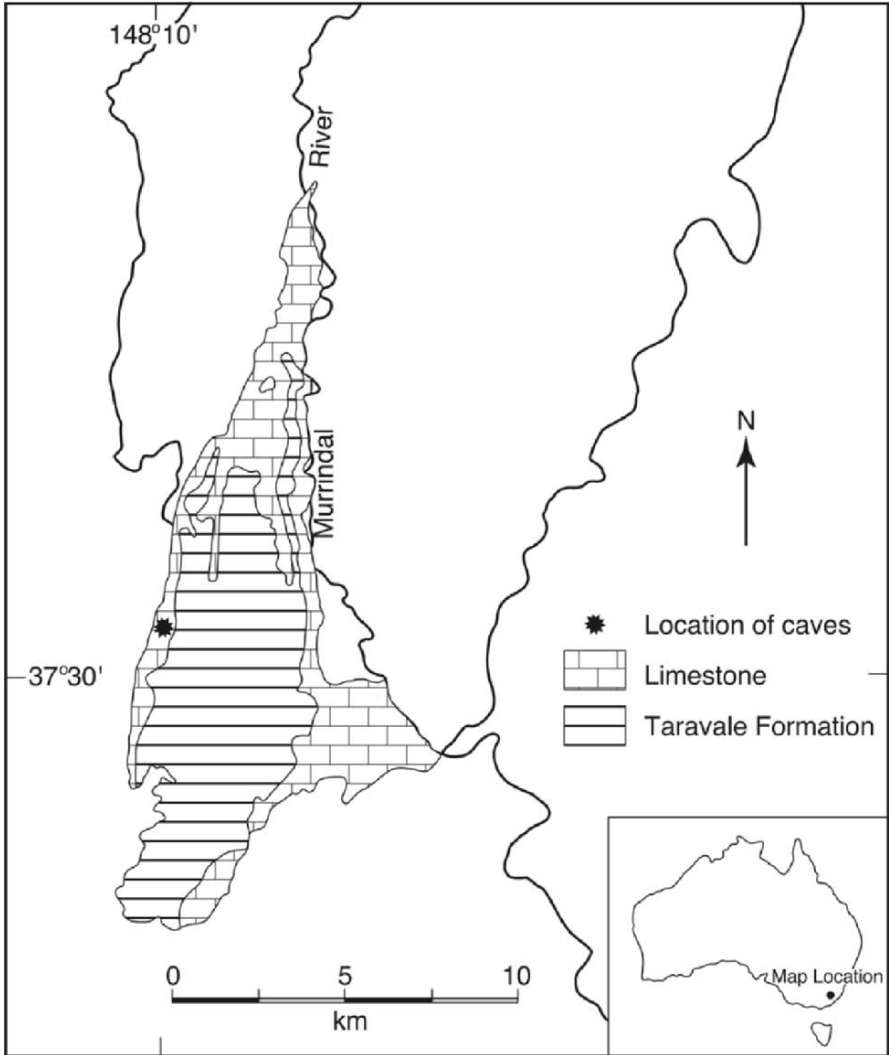 148°10'
River
Murrindal
N
37°30'
Location of caves
Limestone
Taravale Formation
0 5 10
km
Map Location